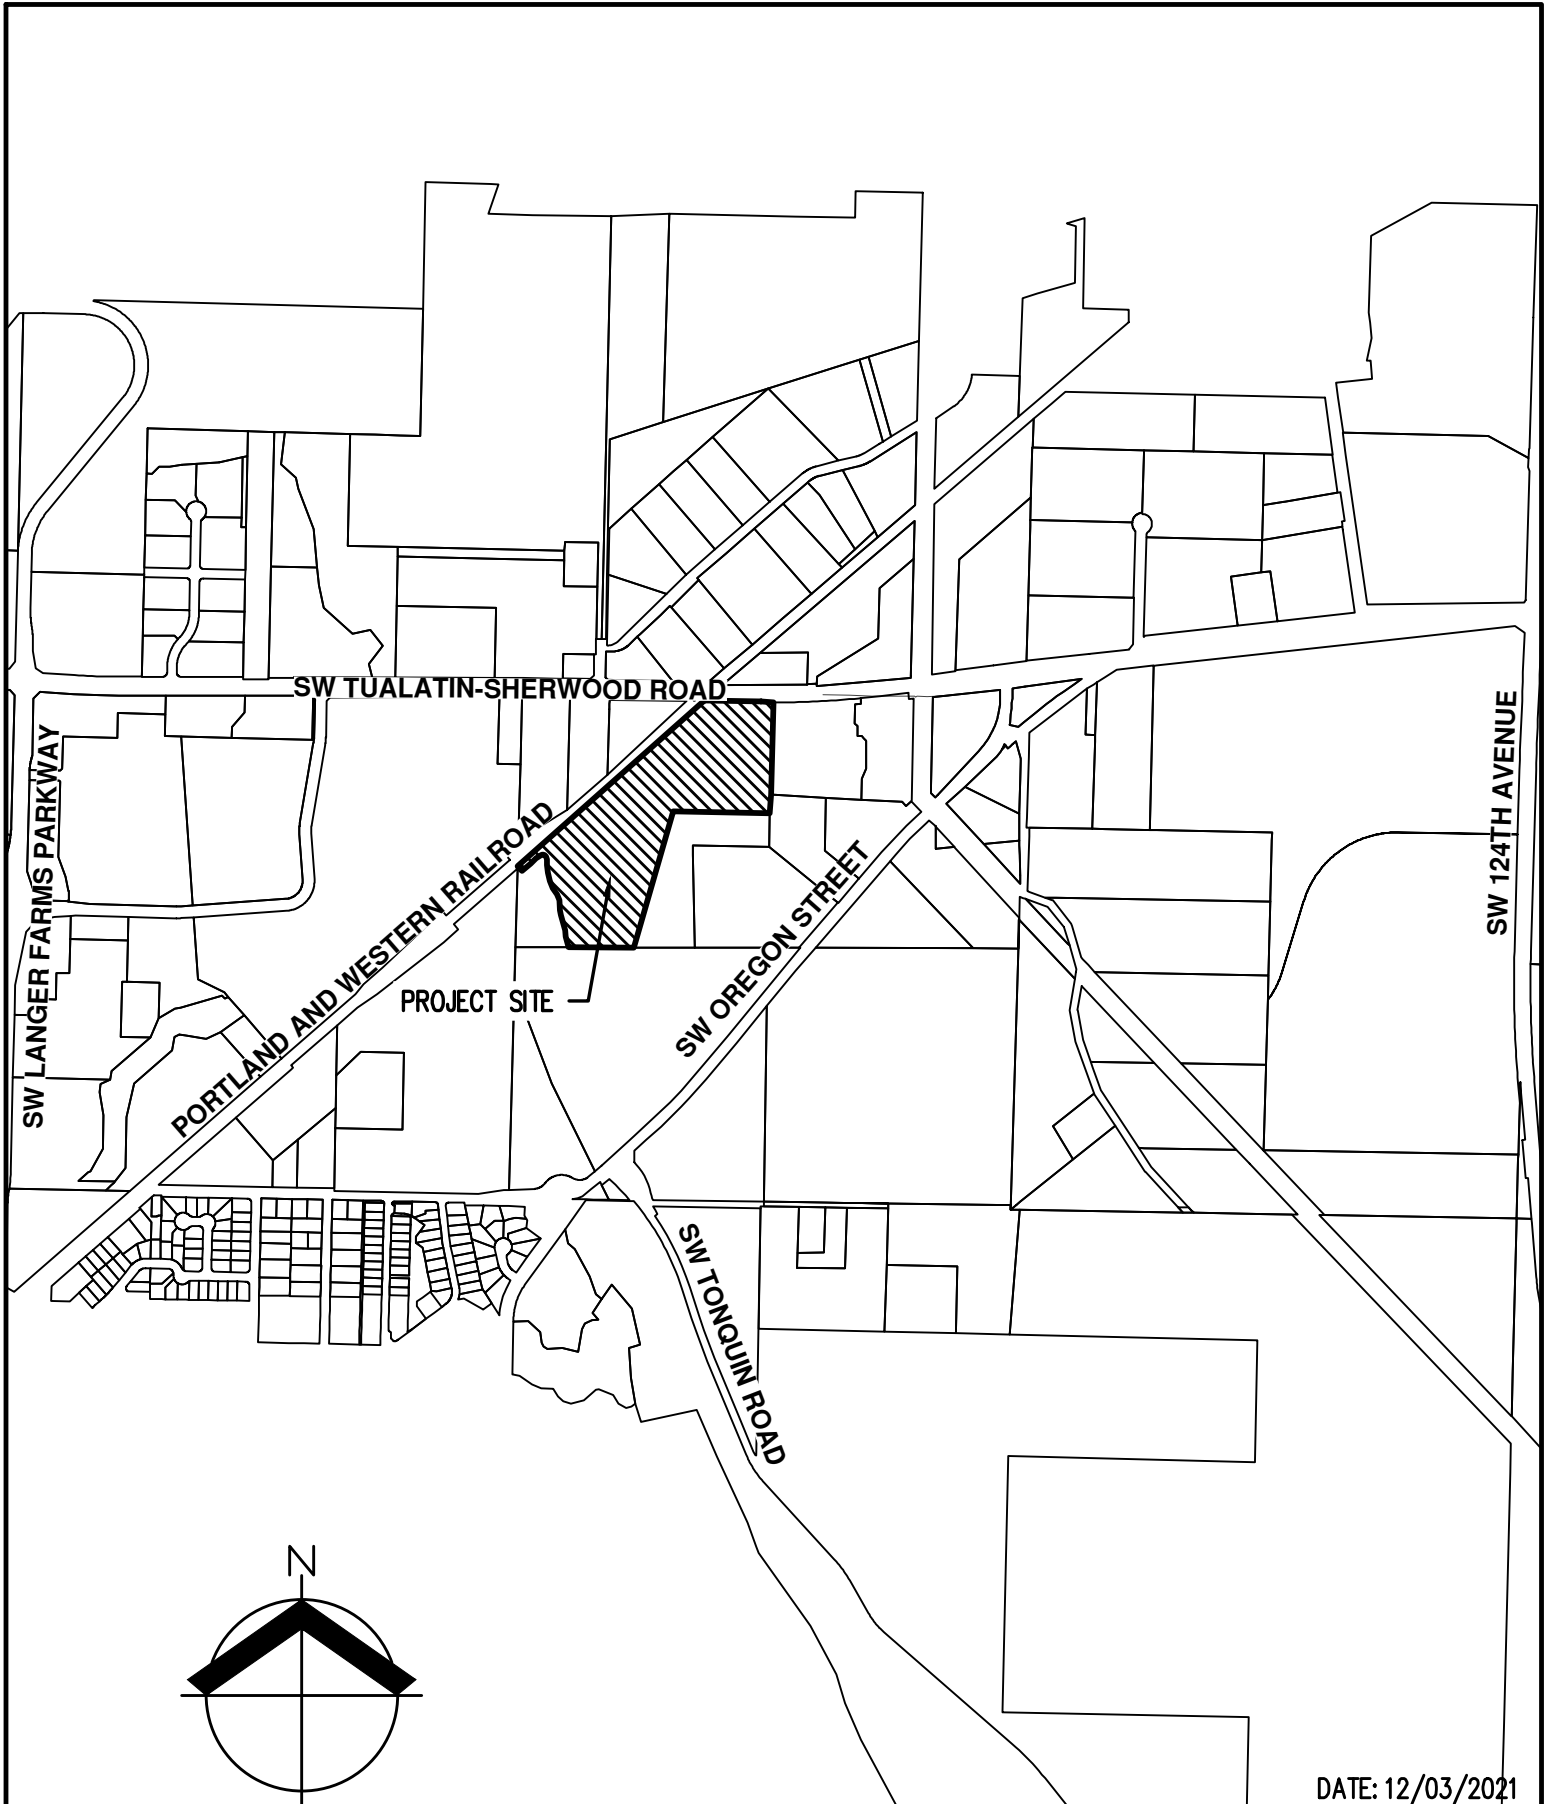 SW TUALATIN-SHERWOOD ROAD
SW LANGER FARMS PARKWAY
SW 124TH AVENUE
PORTLAND AND WESTERN RAILROAD
SW OREGON STREET
PROJECT SITE
SW TONQUIN ROAD
N
DATE: 12/03/2021